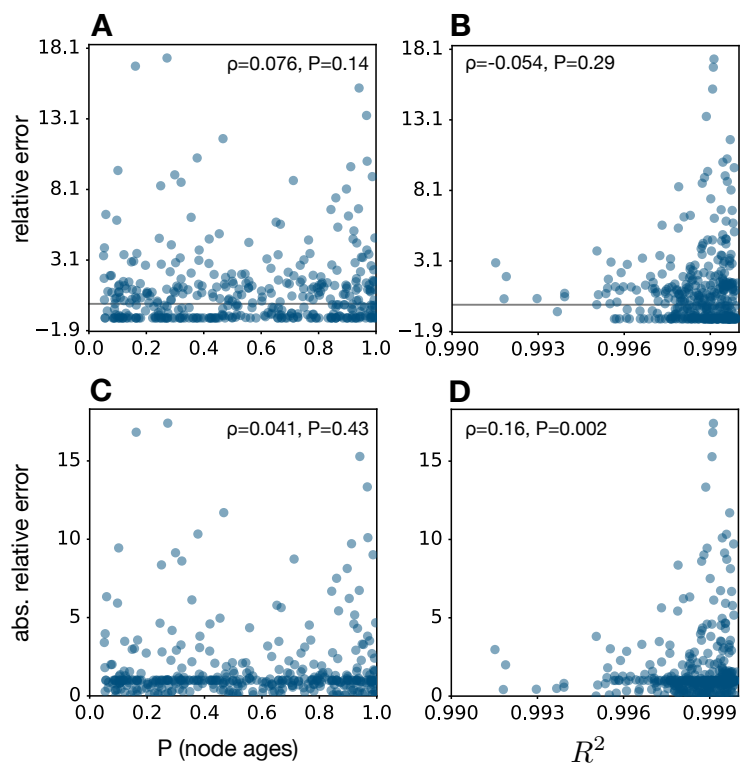 A
B
18.1
13.1
8.1
3.1
−1.9
relative error
ρ=0.076, P=0.14
0.0 0.2 0.4 0.6 0.8 1.0
18.1
13.1
8.1
3.1
−1.9
ρ=-0.054, P=0.29
0.990 0.993 0.996 0.999
C
D
15
10
5
0
abs. relative error
ρ=0.041, P=0.43
0.0 0.2 0.4 0.6 0.8 1.0
P (node ages)
15
10
5
0
ρ=0.16, P=0.002
0.990 0.993 0.996 0.999
R²